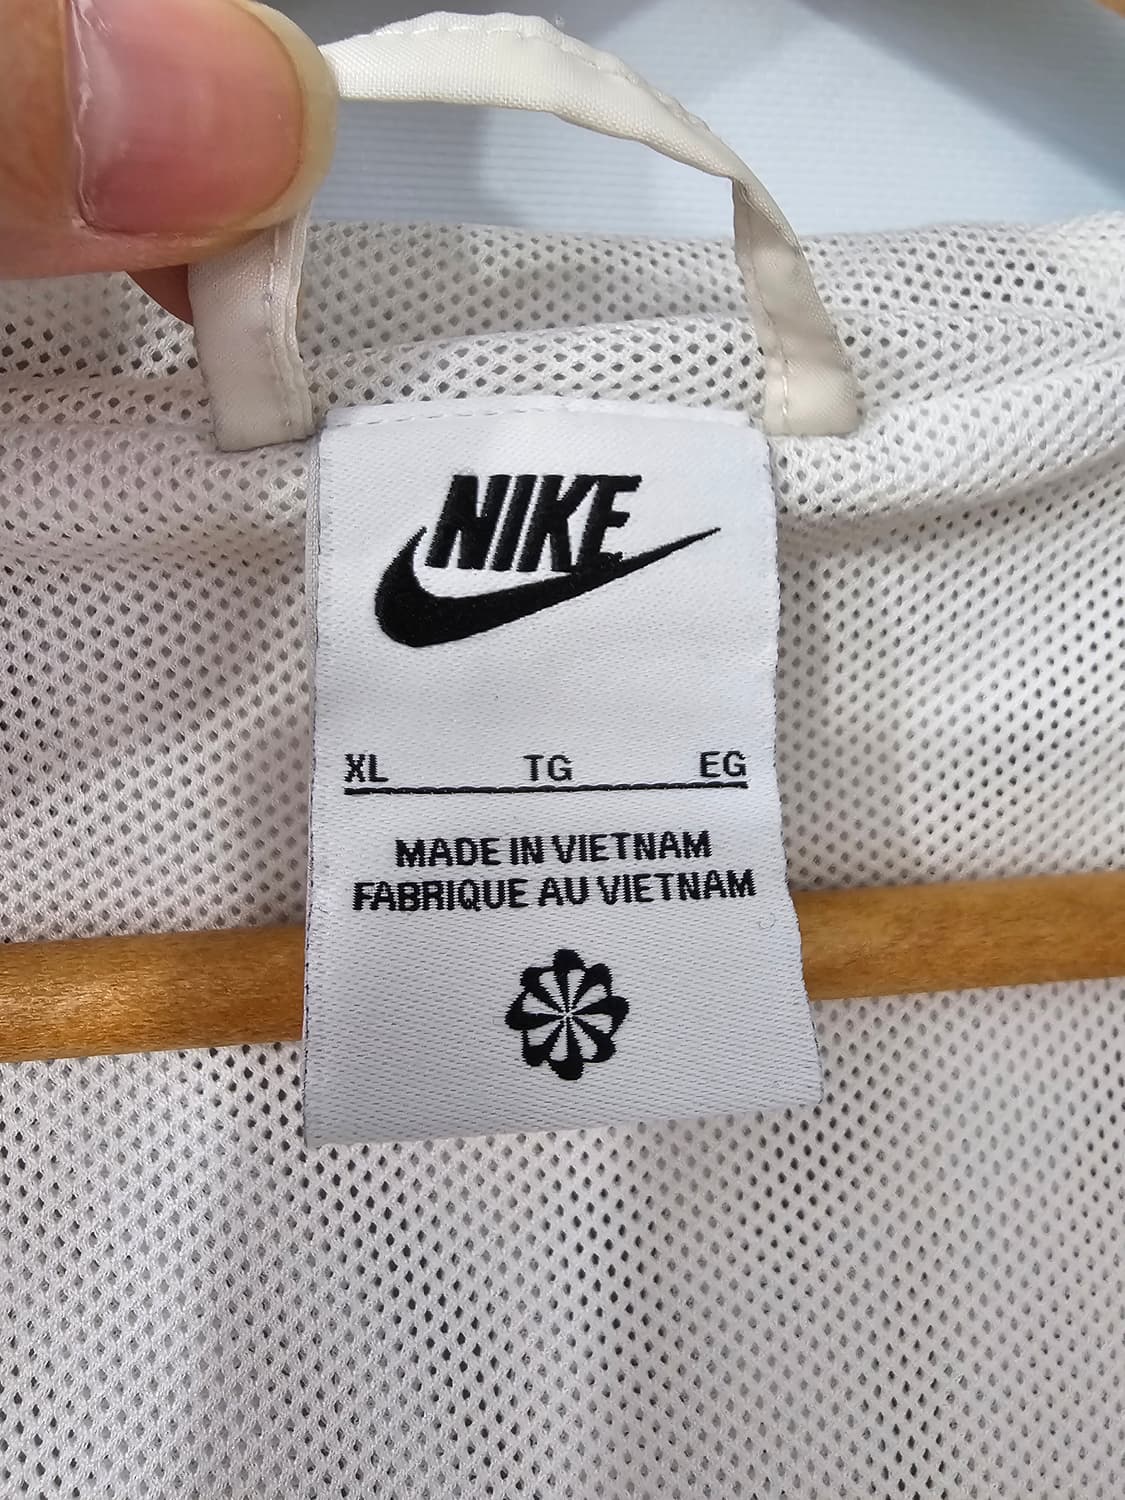 NIKE
XL TG EG
MADE IN VIETNAM
FABRIQUE AU VIETNAM